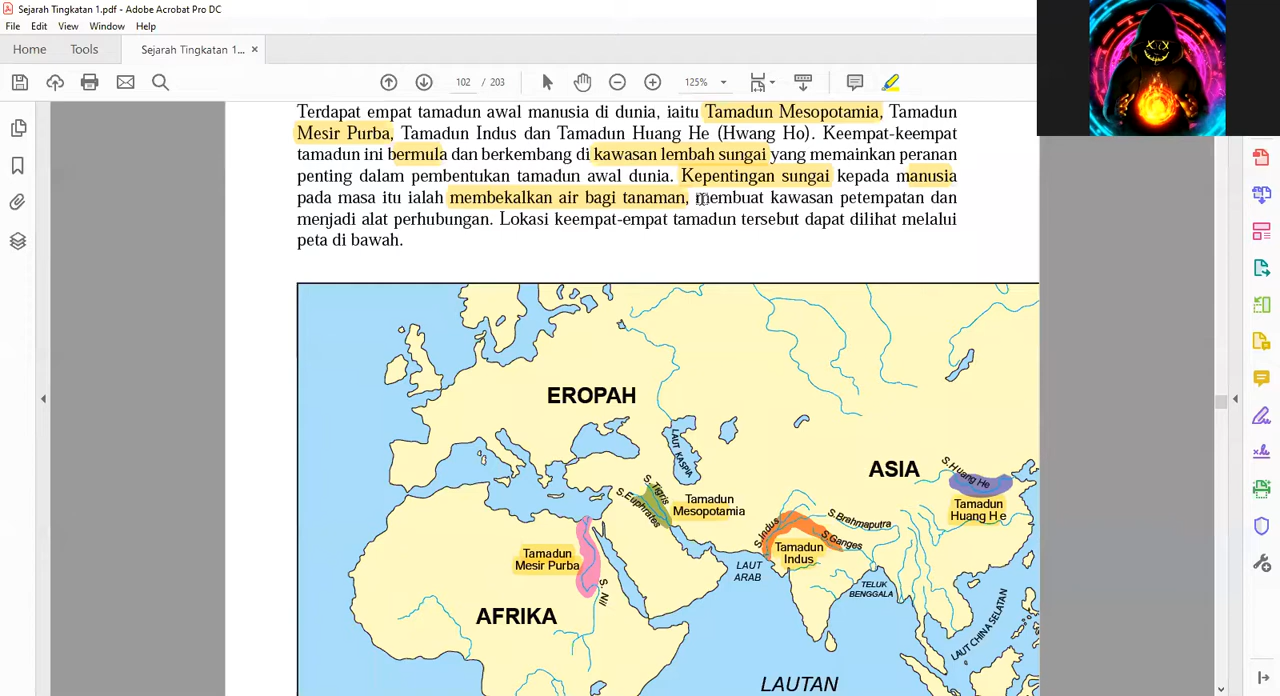 Sejarah Tingkatan 1.pdf - Adobe Acrobat Pro DC
File Edit View Window Help
Home Tools Sejarah Tingkatan 1... ×
102 / 203 125%
Terdapat empat tamadun awal manusia di dunia, iaitu Tamadun Mesopotamia, Tamadun
Mesir Purba, Tamadun Indus dan Tamadun Huang He (Hwang Ho). Keempat-keempat
tamadun ini bermula dan berkembang di kawasan lembah sungai yang memainkan peranan
penting dalam pembentukan tamadun awal dunia. Kepentingan sungai kepada manusia
pada masa itu ialah membekalkan air bagi tanaman, membuat kawasan petempatan dan
menjadi alat perhubungan. Lokasi keempat-empat tamadun tersebut dapat dilihat melalui
peta di bawah.
EROPAH
LAUT KASPIA
ASIA
S.Huang He
Tamadun
Huang He
S.Tigris
S.Euphrates
Tamadun
Mesopotamia
S.Indus
S.Brahmaputra
S.Ganges
Tamadun
Indus
Tamadun
Mesir Purba
S. Nil
LAUT
ARAB
TELUK
BENGGALA
LAUT CHINA SELATAN
AFRIKA
LAUTAN